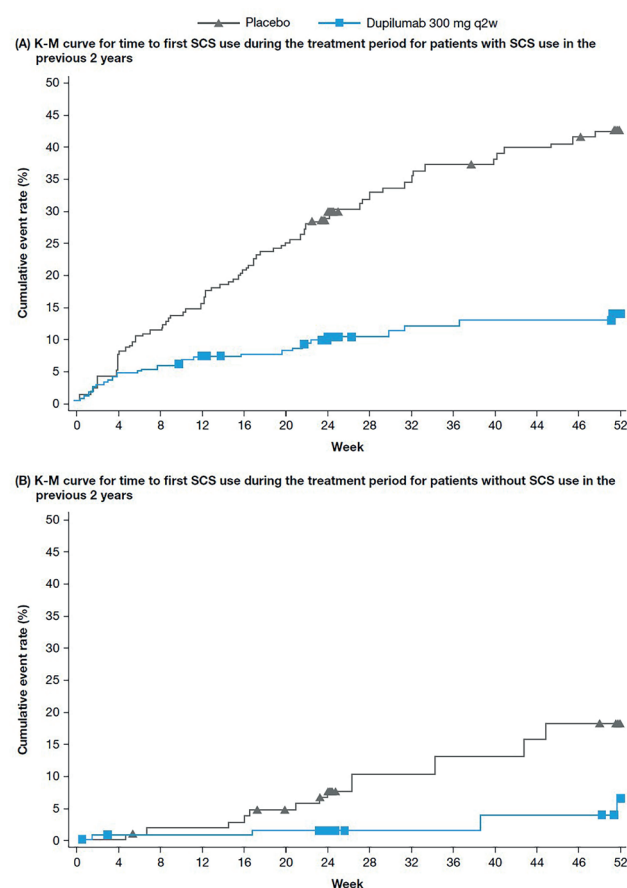 Placebo Dupilumab 300 mg q2w
(A) K-M curve for time to first SCS use during the treatment period for patients with SCS use in the
previous 2 years
50
45
40
35
30
25
20
15
10
5
0
Cumulative event rate (%)
0 4 8 12 16 20 24 28 32 36 40 44 46 52
Week
(B) K-M curve for time to first SCS use during the treatment period for patients without SCS use in the
previous 2 years
50
45
40
35
30
25
20
15
10
5
0
Cumulative event rate (%)
0 4 8 12 16 20 24 28 32 36 40 44 46 52
Week